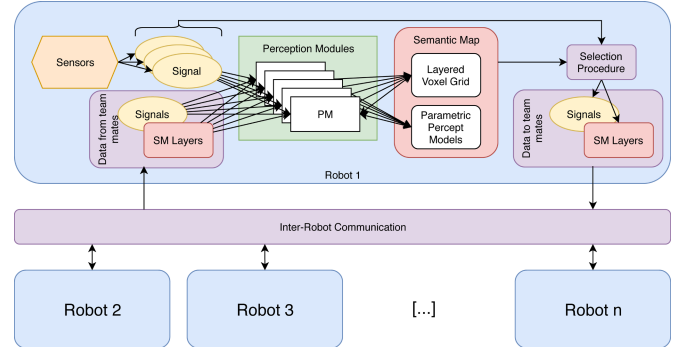 Sensors
Signal
Perception Modules
PM
Semantic Map
Layered
Voxel Grid
Parametric
Percept
Models
Selection
Procedure
Data from team
mates
Signals
SM Layers
Data to team
mates
Signals
SM Layers
Robot 1
Inter-Robot Communication
Robot 2
Robot 3
[...]
Robot n